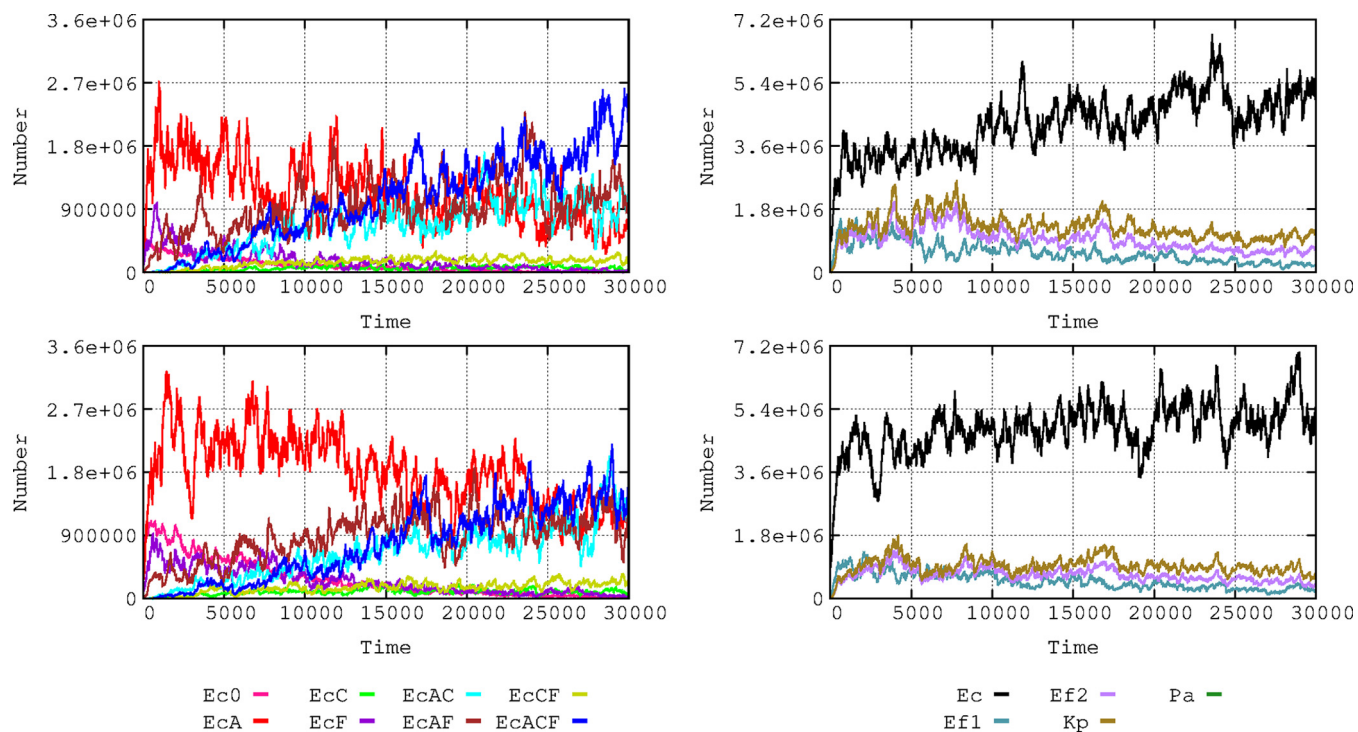 3.6e+06
2.7e+06
1.8e+06
900000
0
Number
0 5000 10000 15000 20000 25000 30000
Time
7.2e+06
5.4e+06
3.6e+06
1.8e+06
0
Number
0 5000 10000 15000 20000 25000 30000
Time
3.6e+06
2.7e+06
1.8e+06
900000
0
Number
0 5000 10000 15000 20000 25000 30000
Time
7.2e+06
5.4e+06
3.6e+06
1.8e+06
0
Number
0 5000 10000 15000 20000 25000 30000
Time
Ec0 EcC EcAC EcCF
EcA EcF EcAF EcACF
Ec Ef2 Pa
Ef1 Kp